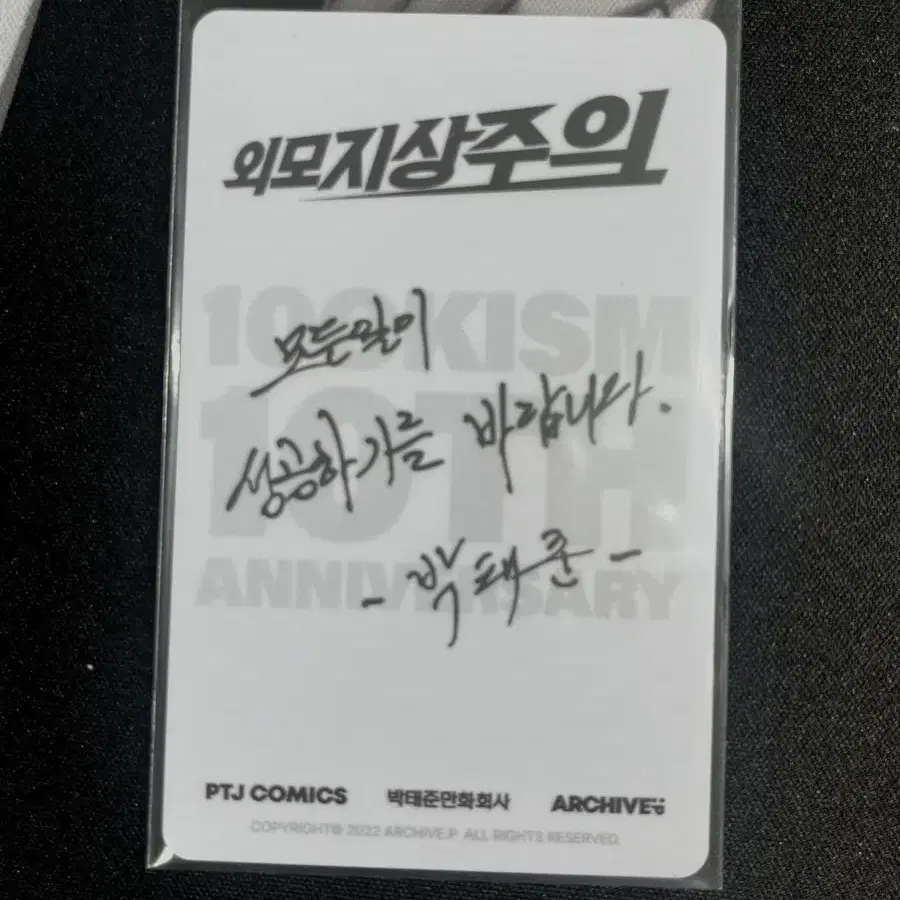 외모지상주의
100KISM
10TH
ANNIVERSARY
모든말이
성공하기를 바랍니다.
- 박태준 -
PTJ COMICS 박태준만화회사 ARCHIVE.P
COPYRIGHT© 2022 ARCHIVE.P ALL RIGHTS RESERVED.